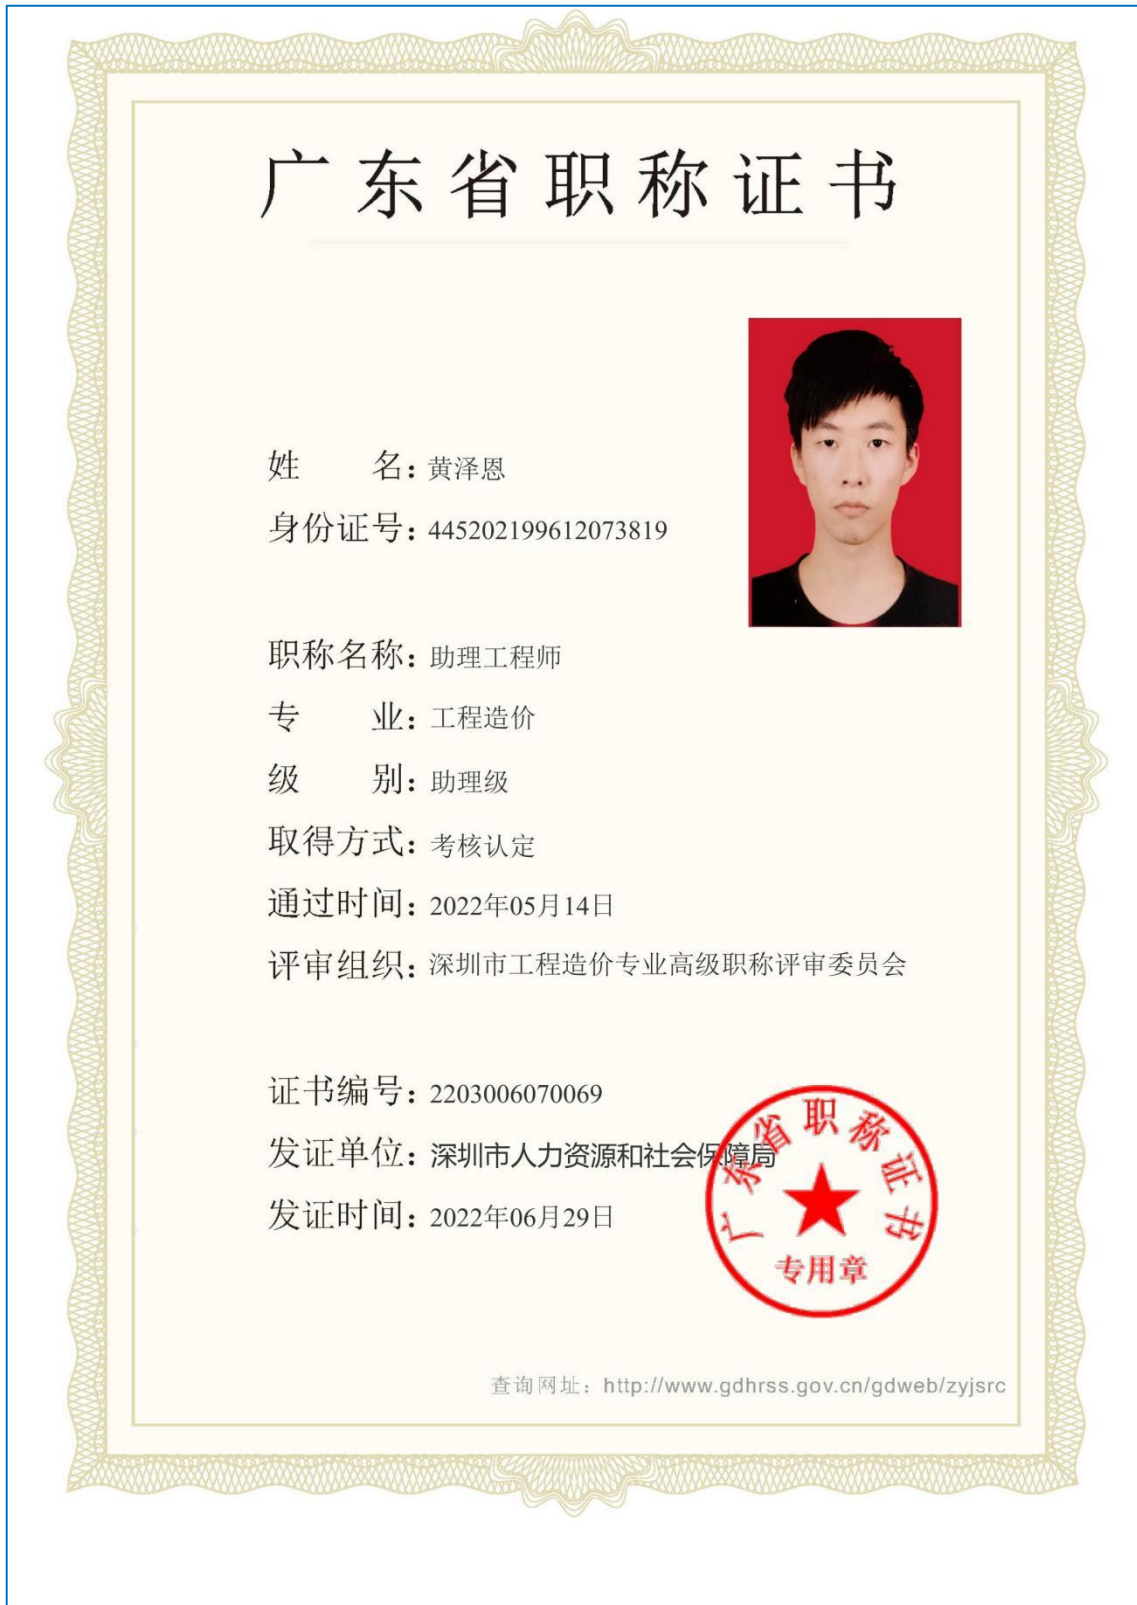 广东省职称证书
姓名：黄泽恩
身份证号：445202199612073819
职称名称：助理工程师
专业：工程造价
级别：助理级
取得方式：考核认定
通过时间：2022年05月14日
评审组织：深圳市工程造价专业高级职称评审委员会
证书编号：2203006070069
发证单位：深圳市人力资源和社会保障局
发证时间：2022年06月29日
广东省职称证书
专用章
查询网址：http://www.gdhrss.gov.cn/gdweb/zyjsrc